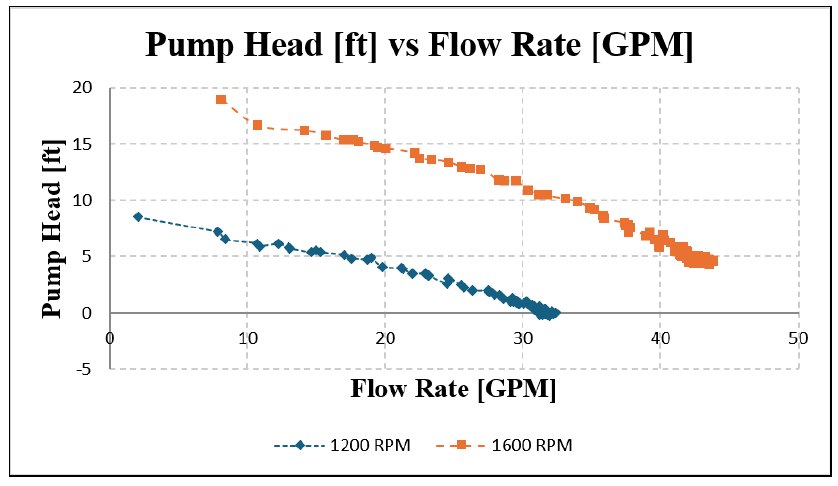 Pump Head [ft] vs Flow Rate [GPM]
20
15
10
5
0
-5
Pump Head [ft]
0 10 20 30 40 50
Flow Rate [GPM]
1200 RPM 1600 RPM